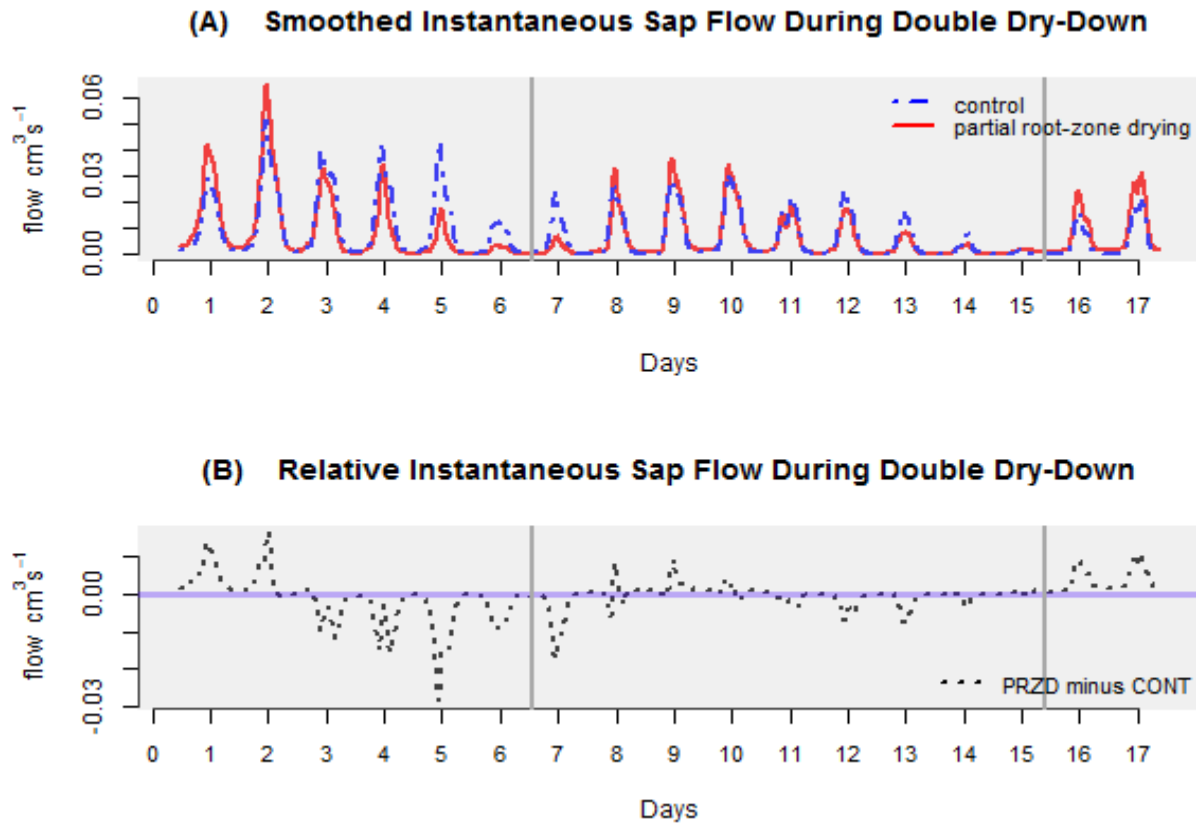 (A) Smoothed Instantaneous Sap Flow During Double Dry-Down
flow cm³s⁻¹
0.06
0.03
0.00
control
partial root-zone drying
0 1 2 3 4 5 6 7 8 9 10 11 12 13 14 15 16 17
Days
(B) Relative Instantaneous Sap Flow During Double Dry-Down
flow cm³s⁻¹
0.00
-0.03
PRZD minus CONT
0 1 2 3 4 5 6 7 8 9 10 11 12 13 14 15 16 17
Days